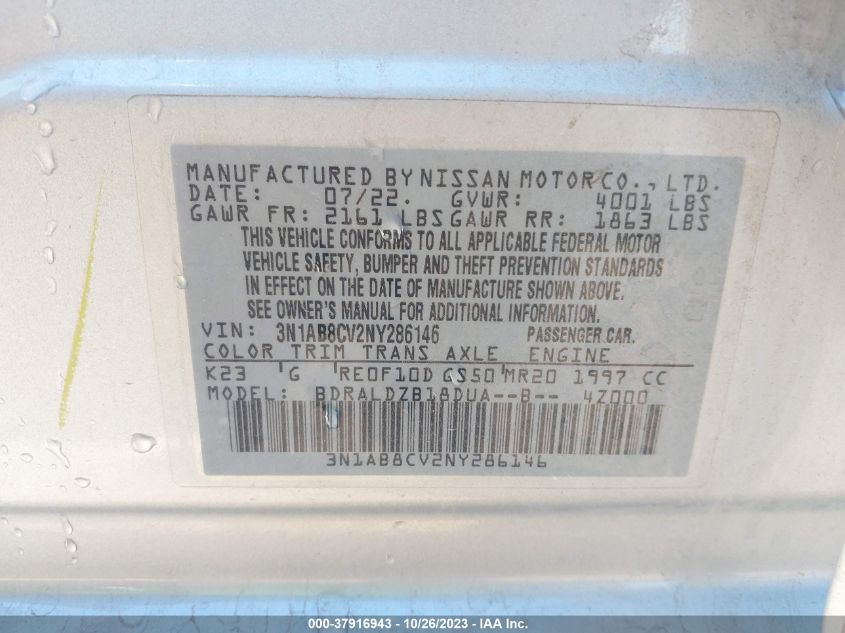 MANUFACTURED BY NISSAN MOTOR CO., LTD.
DATE: 07/22. GVWR: 4001 LBS
GAWR FR: 2161 LBS GAWR RR: 1863 LBS
THIS VEHICLE CONFORMS TO ALL APPLICABLE FEDERAL MOTOR
VEHICLE SAFETY, BUMPER AND THEFT PREVENTION STANDARDS
IN EFFECT ON THE DATE OF MANUFACTURE SHOWN ABOVE.
SEE OWNER'S MANUAL FOR ADDITIONAL INFORMATION.
VIN: 3N1AB8CV2NY286146 PASSENGER CAR.
COLOR TRIM TRANS AXLE ENGINE
K23 'G 'RE0F10D GS50'MR20 1997 CC
MODEL: BDRALDZB18DUA--B-- 4Z000
3N1AB8CV2NY286146
000-37916943 - 10/26/2023 - IAA Inc.